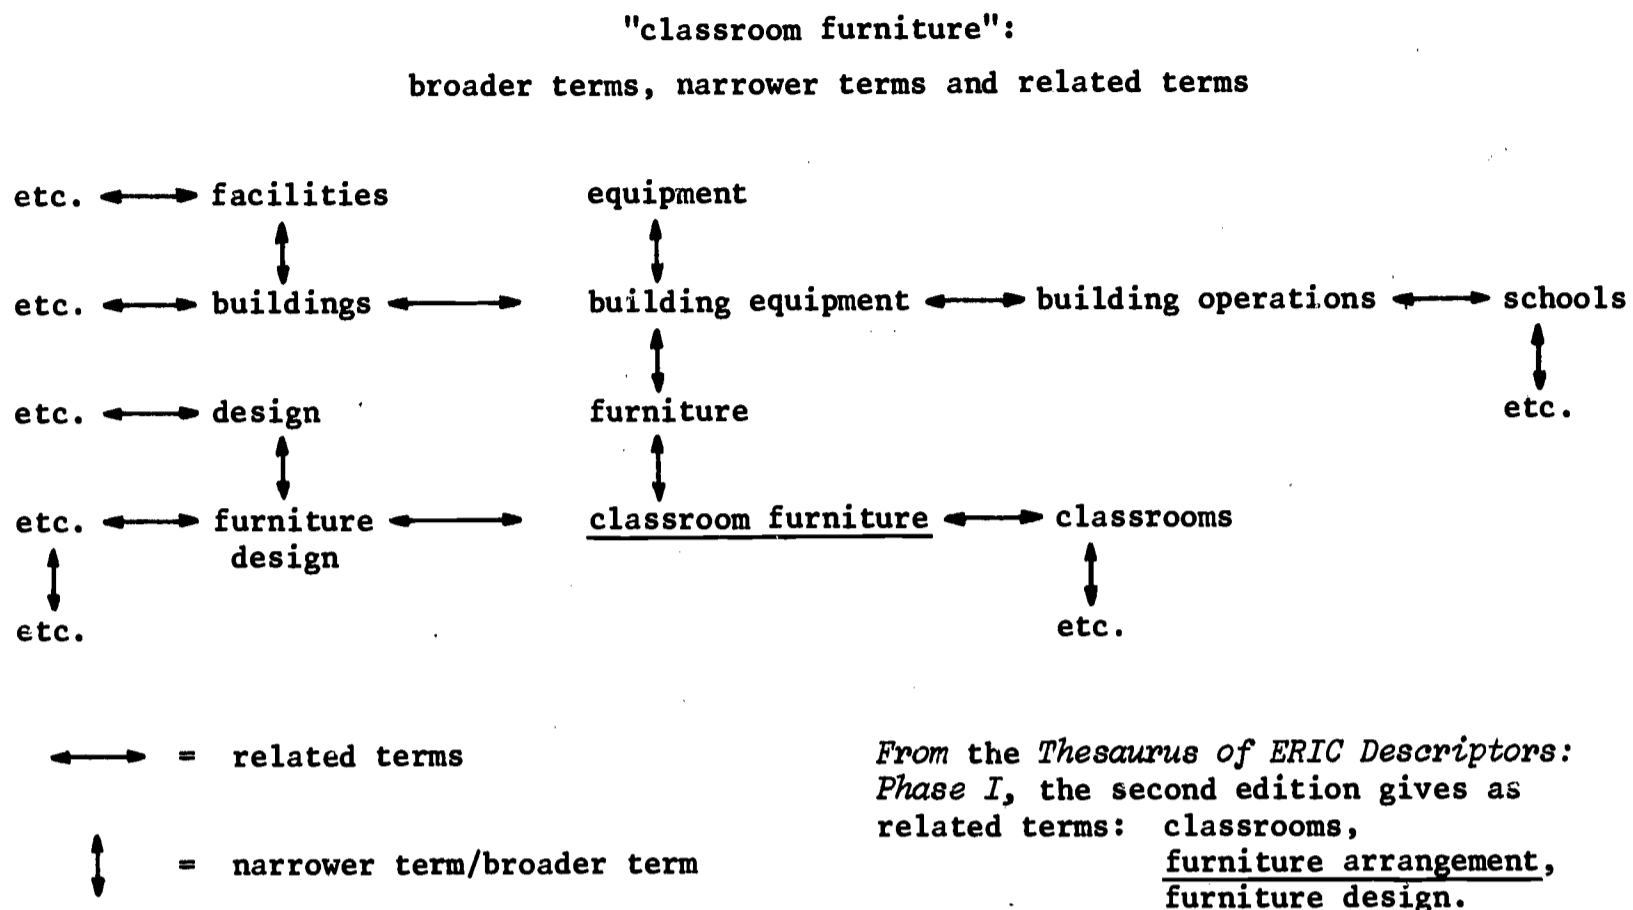 "classroom furniture":
broader terms, narrower terms and related terms
etc. facilities equipment
etc. buildings building equipment building operations schools
etc. design furniture etc.
etc. furniture classroom furniture classrooms
design
etc. etc.
= related terms
= narrower term/broader term
From the Thesaurus of ERIC Descriptors:
Phase I, the second edition gives as
related terms: classrooms,
furniture arrangement,
furniture design.